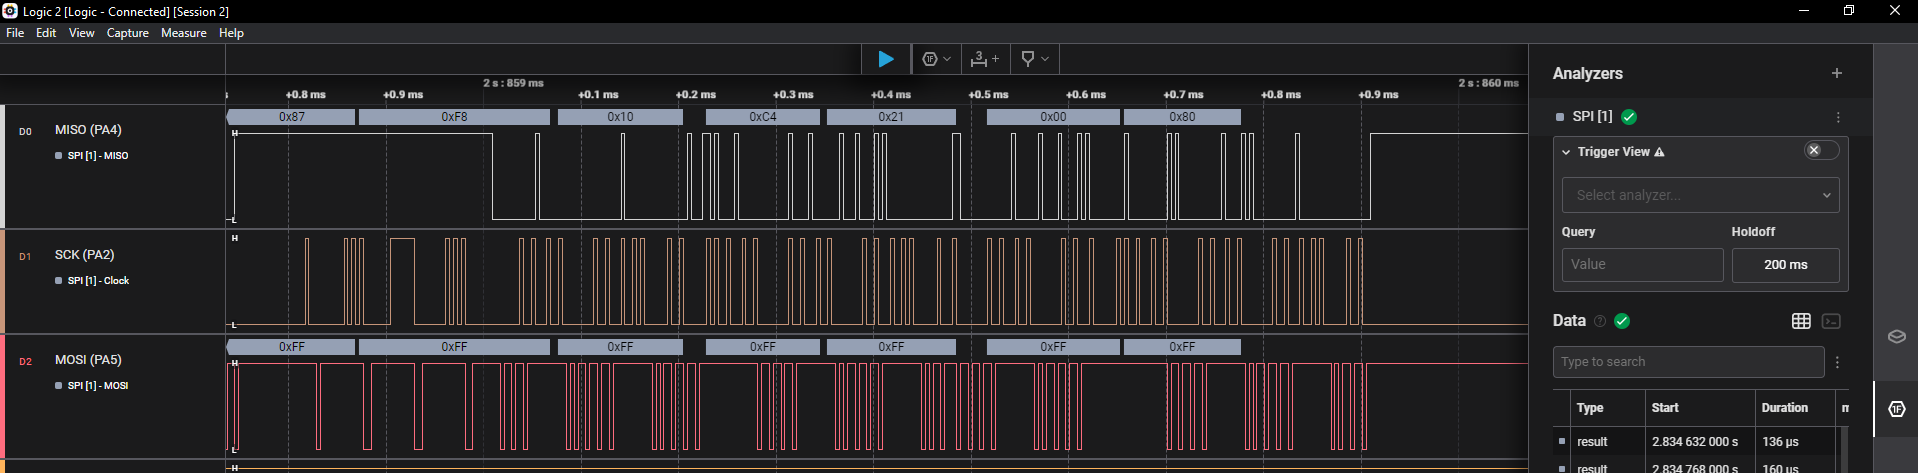 Logic 2 [Logic - Connected] [Session 2]
File Edit View Capture Measure Help
1F 3 +
2 s : 859 ms 2 s : 860 ms
+0.8 ms +0.9 ms +0.1 ms +0.2 ms +0.3 ms +0.4 ms +0.5 ms +0.6 ms +0.7 ms +0.8 ms +0.9 ms
0x87 0xF8 0x10 0xC4 0x21 0x00 0x80
D0 MISO (PA4) H
SPI [1] - MISO
L
D1 SCK (PA2) H
SPI [1] - Clock
L
0xFF 0xFF 0xFF 0xFF 0xFF 0xFF 0xFF
D2 MOSI (PA5) H
SPI [1] - MOSI
L
H
Analyzers +
SPI [1]
Trigger View
Select analyzer...
Query Holdoff
Value 200 ms
Data
Type to search
Type Start Duration
result 2.834 632 000 s 136 µs
result 2.834 768 000 s 160 µs
1F